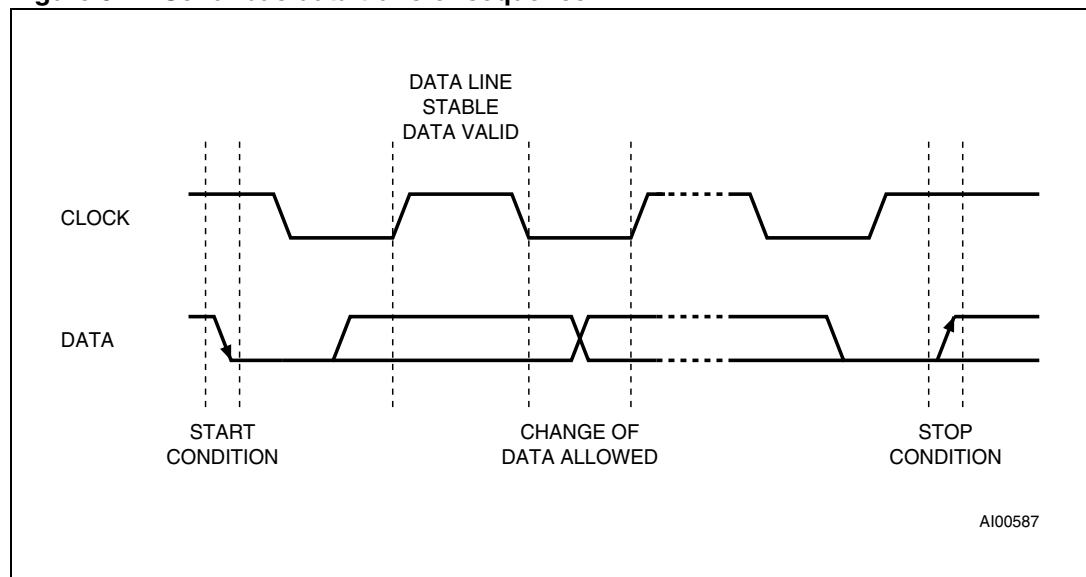 DATA LINE
STABLE
DATA VALID
CLOCK
DATA
START
CONDITION
CHANGE OF
DATA ALLOWED
STOP
CONDITION
AI00587